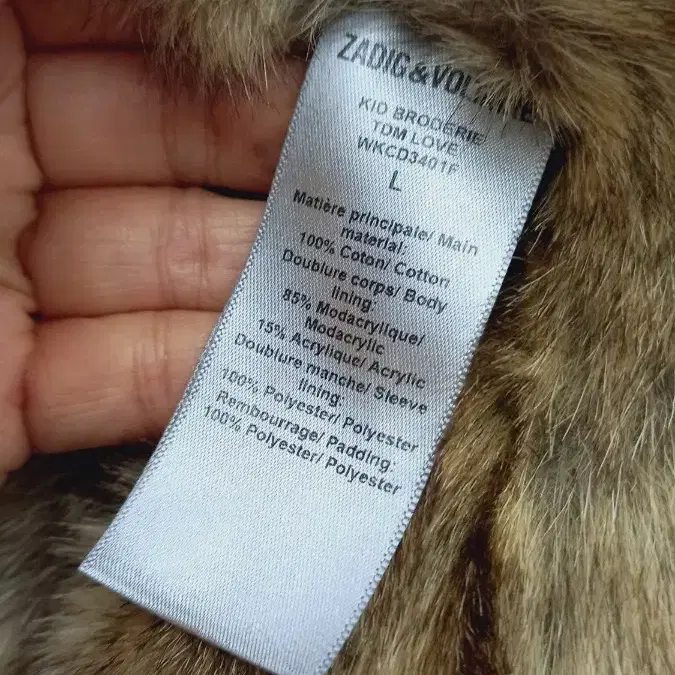 ZADIG&VOLTAIRE
KID BRODERIE
TDM LOVE
WKCD3401F
L
Matière principale/ Main
material:
100% Coton/ Cotton
Doublure corps/ Body
lining:
85% Modacrylique/
Modacrylic
15% Acrylique/ Acrylic
Doublure manche/ Sleeve
lining:
100% Polyester/ Polyester
Rembourrage/ Padding:
100% Polyester/ Polyester